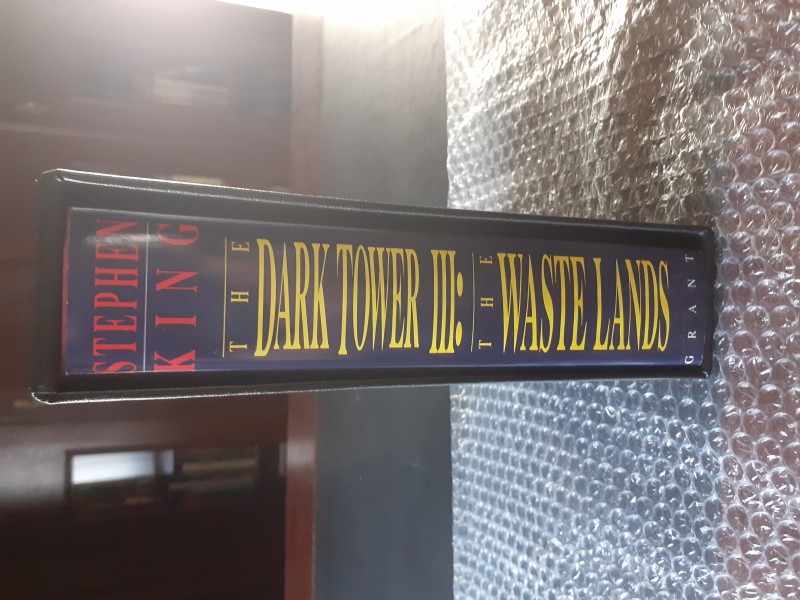 STEPHEN
KING
THE
DARK TOWER III:
THE
WASTE LANDS
GRANT